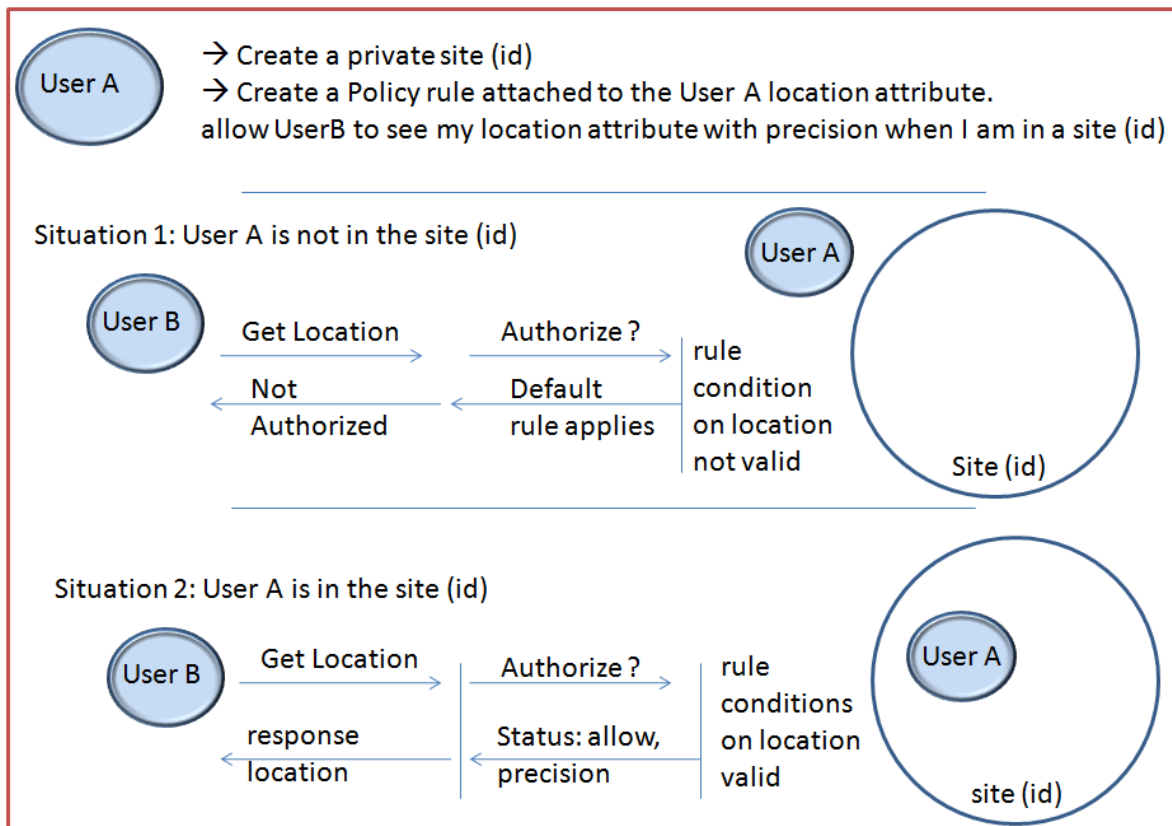 User A
→ Create a private site (id)
→ Create a Policy rule attached to the User A location attribute.
allow UserB to see my location attribute with precision when I am in a site (id)
Situation 1: User A is not in the site (id)
User A
User B
Get Location
Authorize ?
Not
Authorized
Default
rule applies
rule
condition
on location
not valid
Site (id)
Situation 2: User A is in the site (id)
User B
Get Location
Authorize ?
response
location
Status: allow,
precision
rule
conditions
on location
valid
User A
site (id)